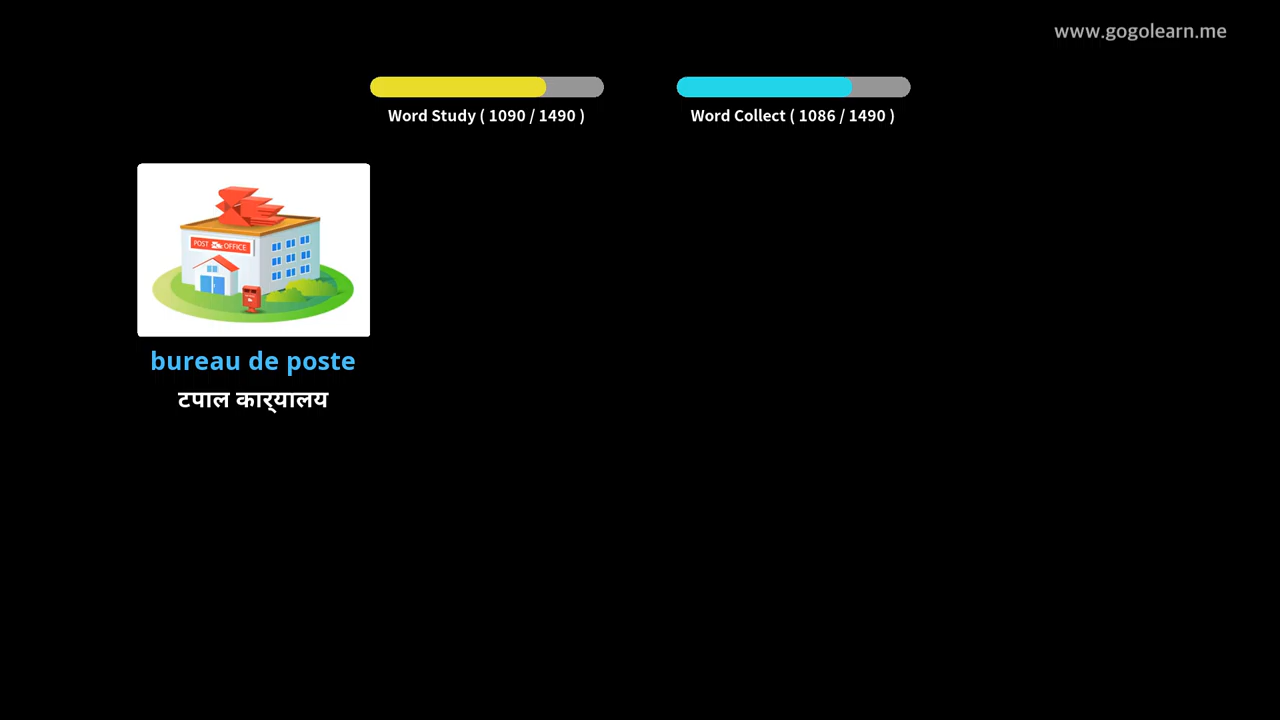 www.gogolearn.me
Word Study ( 1090 / 1490 )
Word Collect ( 1086 / 1490 )
POST OFFICE
bureau de poste
टपाल कार्‍यालय